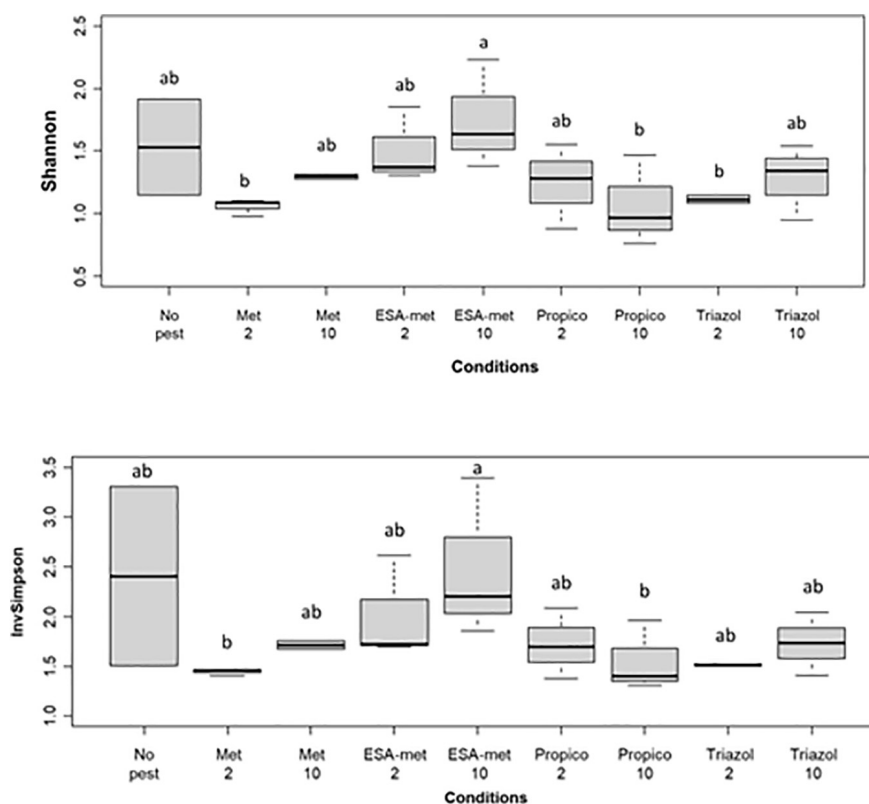 2.5
2.0
1.5
1.0
0.5
Shannon
ab
b
ab
ab
a
ab
b
b
ab
No Met Met ESA-met ESA-met Propico Propico Triazol Triazol
pest 2 10 2 10 2 10 2 10
Conditions
3.5
3.0
2.5
2.0
1.5
1.0
InvSimpson
ab
b
ab
ab
a
ab
b
ab
ab
No Met Met ESA-met ESA-met Propico Propico Triazol Triazol
pest 2 10 2 10 2 10 2 10
Conditions